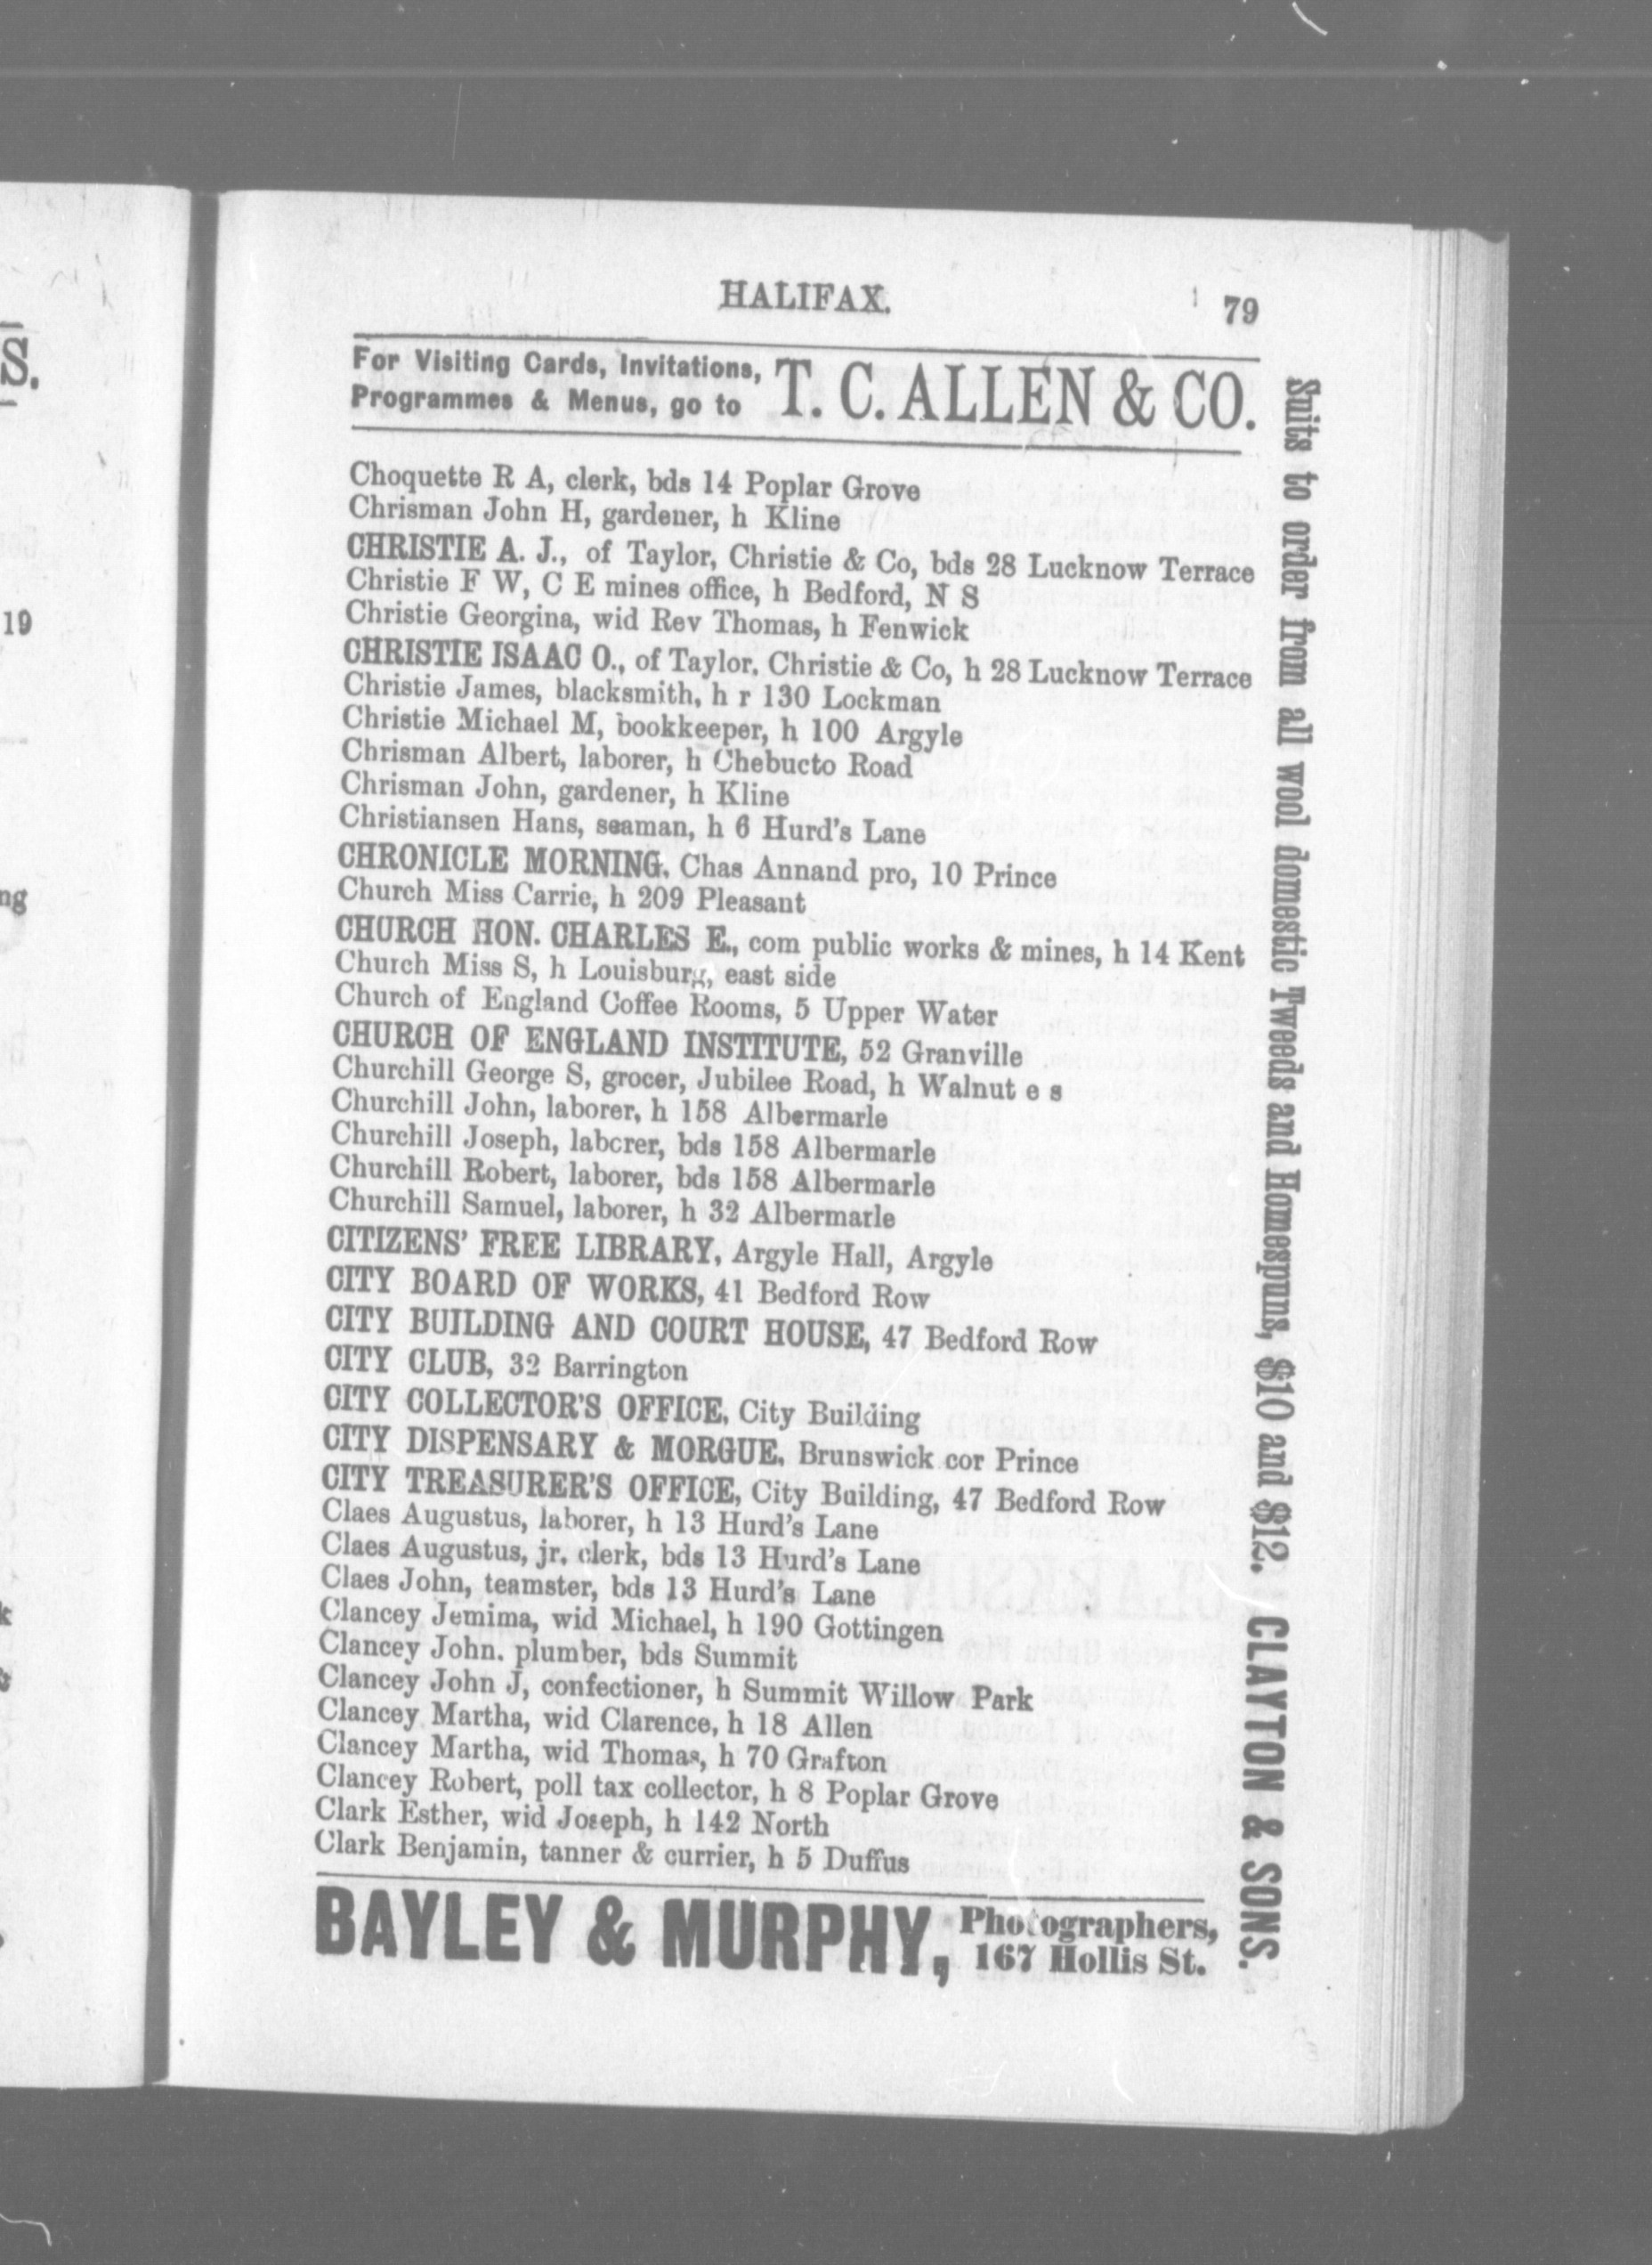 S.
19
ng
HALIFAX. 79
For Visiting Cards, Invitations,
Programmes & Menus, go to T. C. ALLEN & CO.
Choquette R A, clerk, bds 14 Poplar Grove
Chrisman John H, gardener, h Kline
CHRISTIE A. J., of Taylor, Christie & Co, bds 28 Lucknow Terrace
Christie F W, C E mines office, h Bedford, N S
Christie Georgina, wid Rev Thomas, h Fenwick
CHRISTIE ISAAC O., of Taylor, Christie & Co, h 28 Lucknow Terrace
Christie James, blacksmith, h r 130 Lockman
Christie Michael M, bookkeeper, h 100 Argyle
Chrisman Albert, laborer, h Chebucto Road
Chrisman John, gardener, h Kline
Christiansen Hans, seaman, h 6 Hurd's Lane
CHRONICLE MORNING, Chas Annand pro, 10 Prince
Church Miss Carrie, h 209 Pleasant
CHURCH HON. CHARLES E., com public works & mines, h 14 Kent
Church Miss S, h Louisburg, east side
Church of England Coffee Rooms, 5 Upper Water
CHURCH OF ENGLAND INSTITUTE, 52 Granville
Churchill George S, grocer, Jubilee Road, h Walnut e s
Churchill John, laborer, h 158 Albermarle
Churchill Joseph, labcrer, bds 158 Albermarle
Churchill Robert, laborer, bds 158 Albermarle
Churchill Samuel, laborer, h 32 Albermarle
CITIZENS' FREE LIBRARY, Argyle Hall, Argyle
CITY BOARD OF WORKS, 41 Bedford Row
CITY BUILDING AND COURT HOUSE, 47 Bedford Row
CITY CLUB, 32 Barrington
CITY COLLECTOR'S OFFICE, City Building
CITY DISPENSARY & MORGUE, Brunswick cor Prince
CITY TREASURER'S OFFICE, City Building, 47 Bedford Row
Claes Augustus, laborer, h 13 Hurd's Lane
Claes Augustus, jr. clerk, bds 13 Hurd's Lane
Claes John, teamster, bds 13 Hurd's Lane
Clancey Jemima, wid Michael, h 190 Gottingen
Clancey John. plumber, bds Summit
Clancey John J, confectioner, h Summit Willow Park
Clancey Martha, wid Clarence, h 18 Allen
Clancey Martha, wid Thomas, h 70 Grafton
Clancey Robert, poll tax collector, h 8 Poplar Grove
Clark Esther, wid Joseph, h 142 North
Clark Benjamin, tanner & currier, h 5 Duffus
BAYLEY & MURPHY, Photographers,
167 Hollis St.
Suits to order from all wool domestic Tweeds and Homespuns, $10 and $12. CLAYTON & SONS.